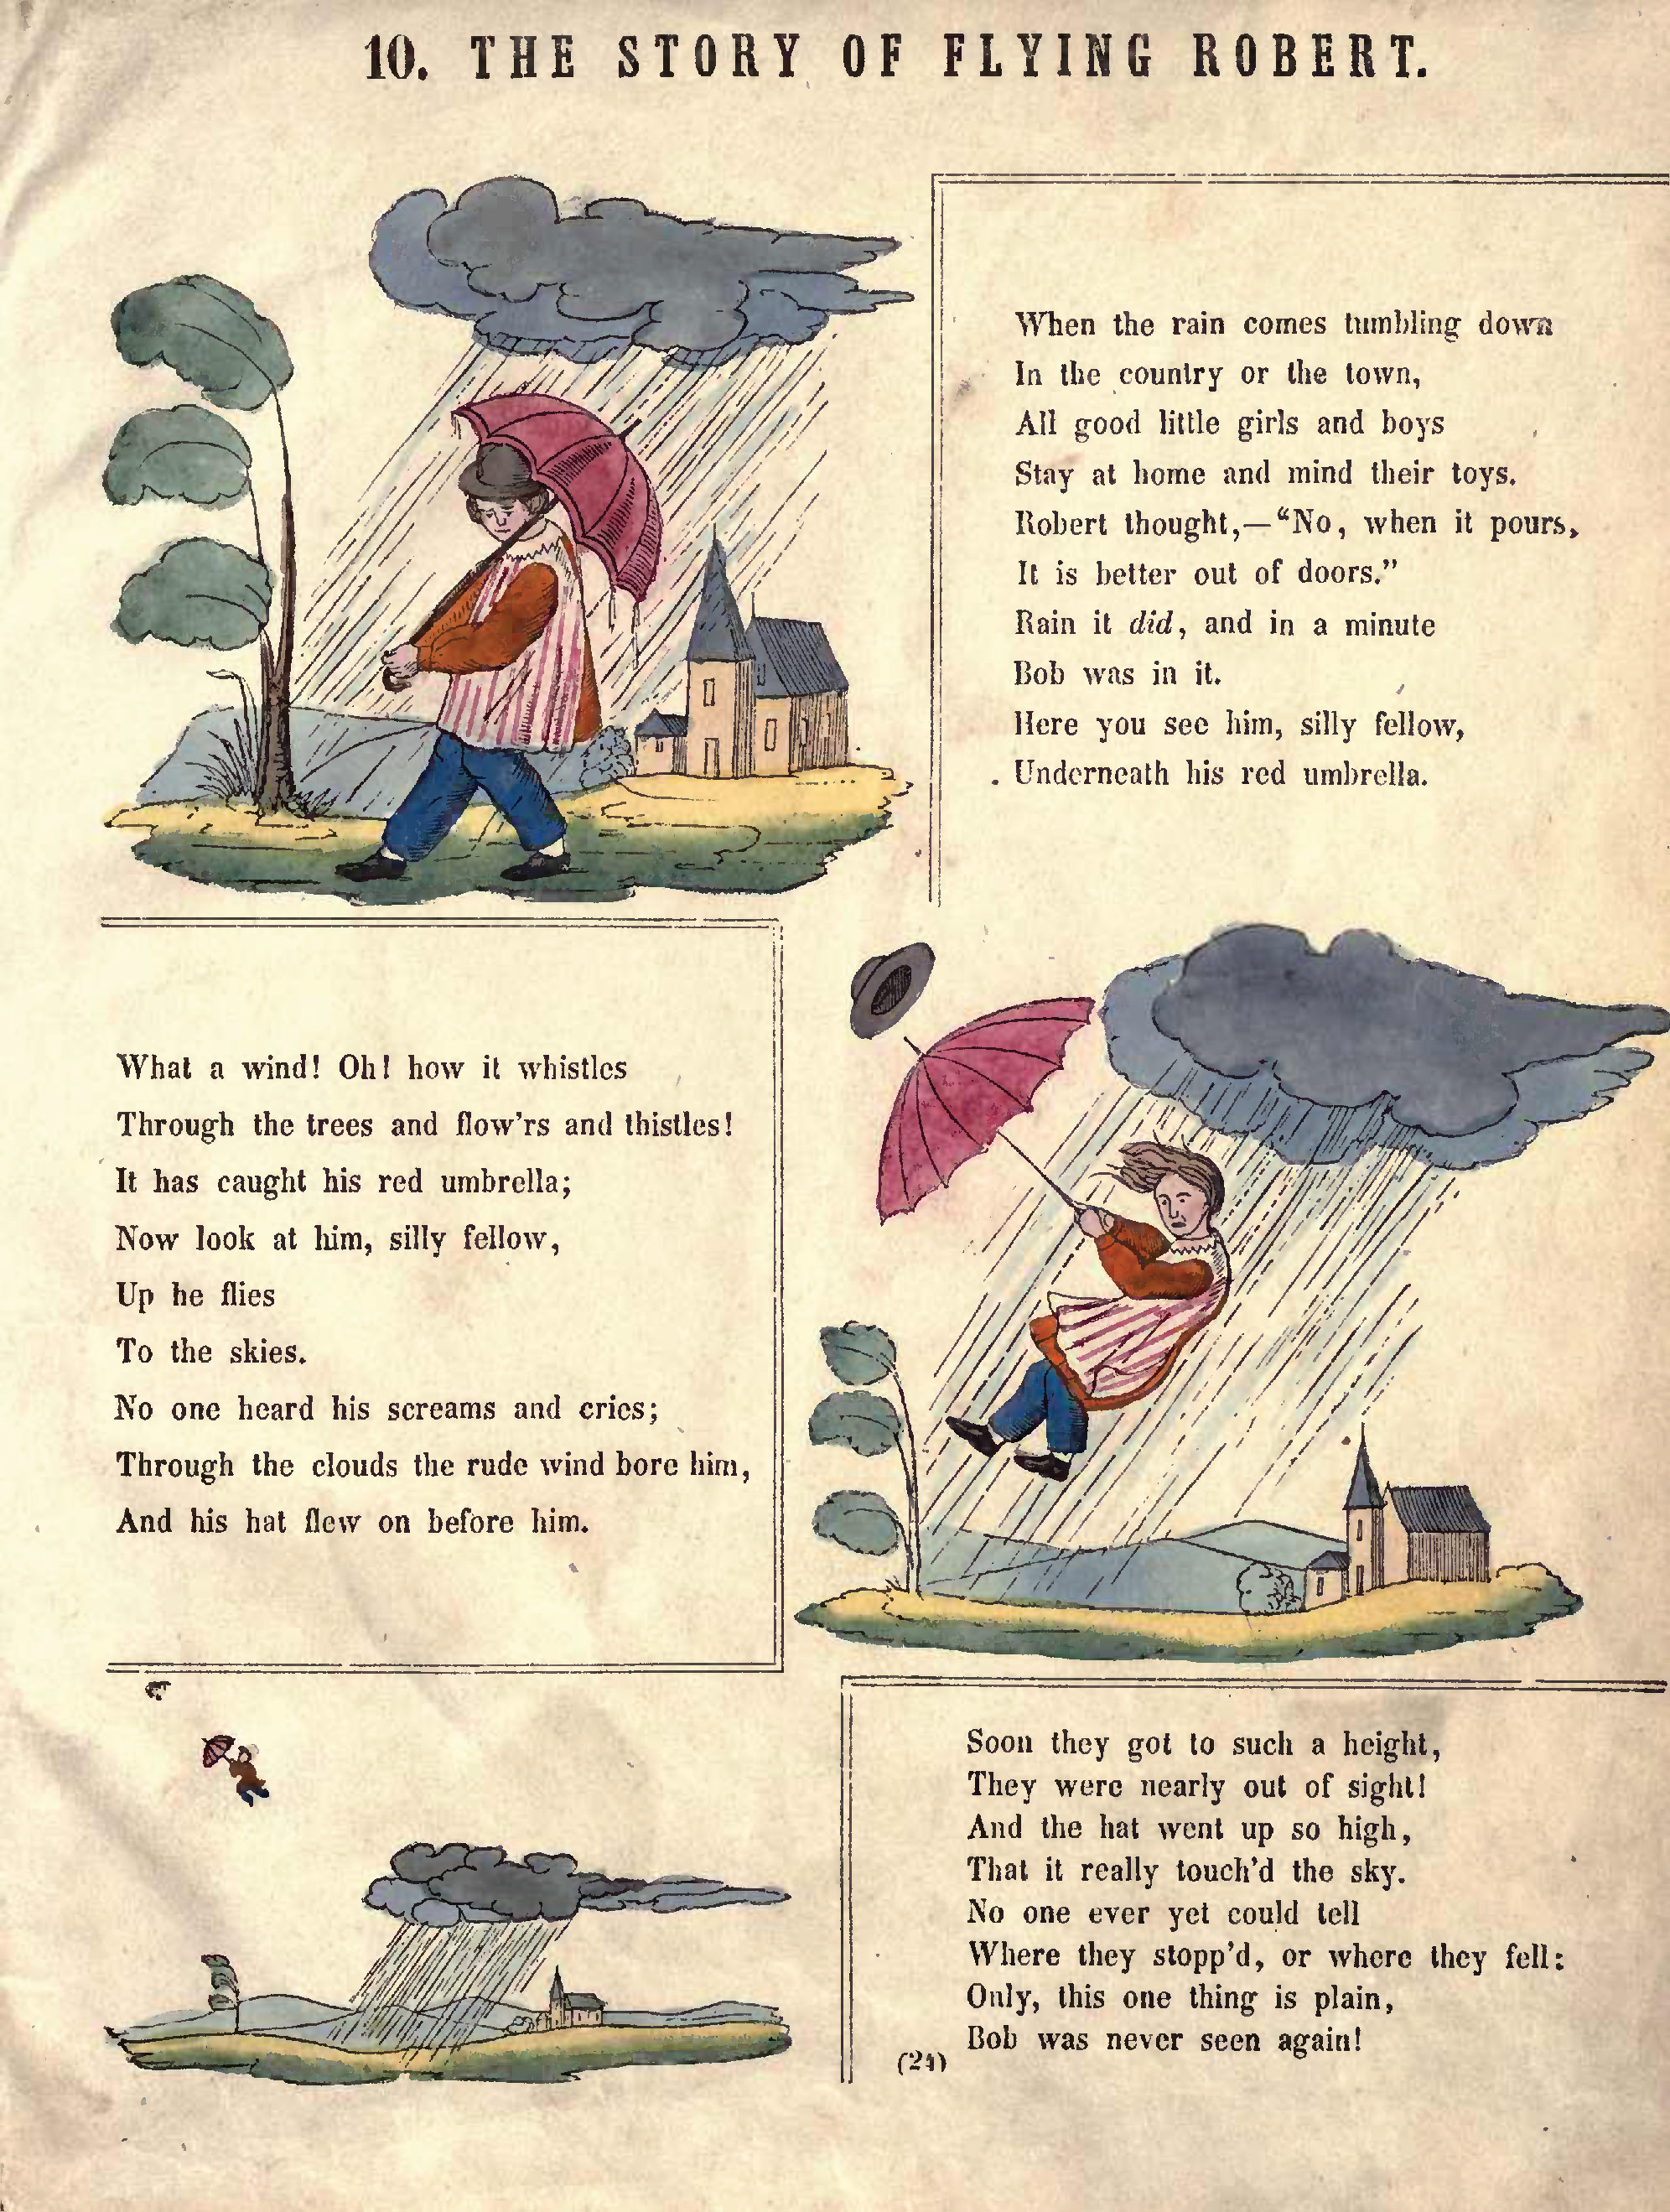 10. THE STORY OF FLYING ROBERT.
When the rain comes tumbling down
In the country or the town,
All good little girls and boys
Stay at home and mind their toys.
Robert thought,—“No, when it pours,
It is better out of doors.”
Rain it did, and in a minute
Bob was in it.
Here you see him, silly fellow,
Underneath his red umbrella.
What a wind! Oh! how it whistles
Through the trees and flow’rs and thistles!
It has caught his red umbrella;
Now look at him, silly fellow,
Up he flies
To the skies.
No one heard his screams and cries;
Through the clouds the rude wind bore him,
And his hat flew on before him.
Soon they got to such a height,
They were nearly out of sight!
And the hat went up so high,
That it really touch’d the sky.
No one ever yet could tell
Where they stopp’d, or where they fell:
Only, this one thing is plain,
Bob was never seen again!
(24)